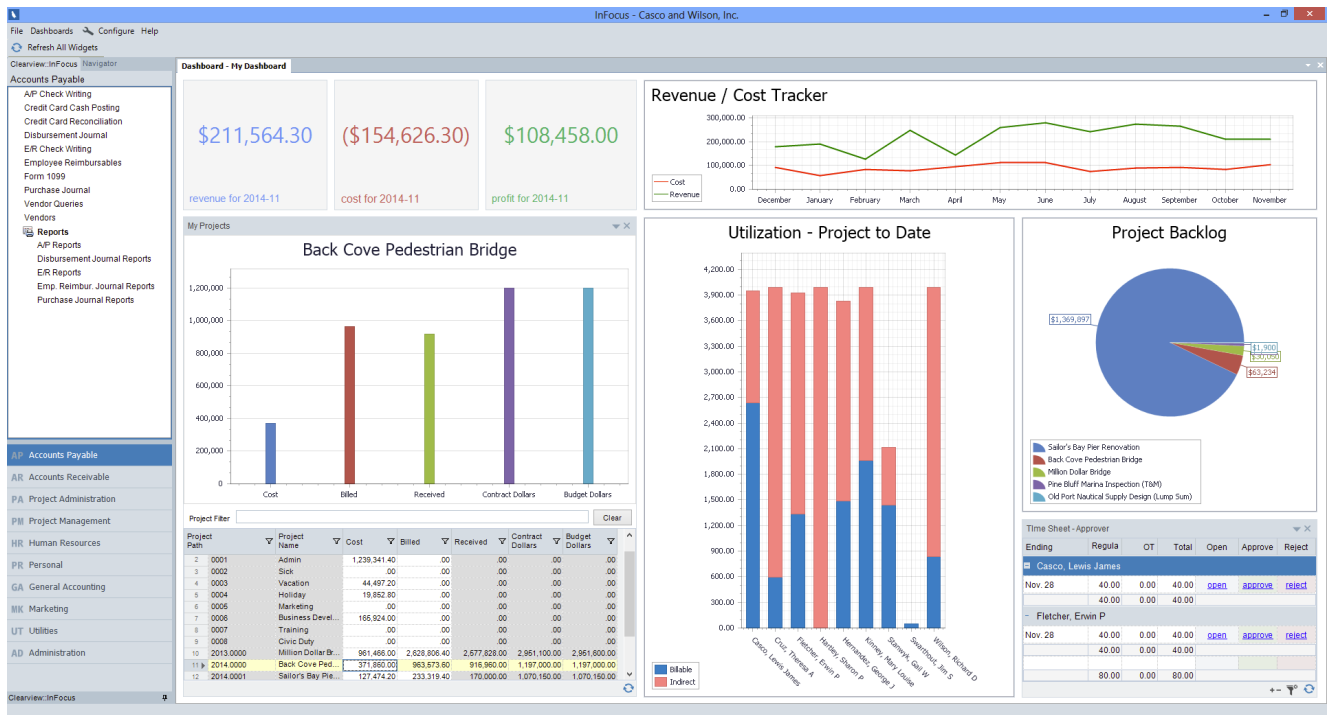 InFocus - Casco and Wilson, Inc.
File Dashboards Configure Help
Refresh All Widgets
Clearview::InFocus Navigator
Accounts Payable
A/P Check Writing
Credit Card Cash Posting
Credit Card Reconciliation
Disbursement Journal
E/R Check Writing
Employee Reimbursables
Form 1099
Purchase Journal
Vendor Queries
Vendors
Reports
A/P Reports
Disbursement Journal Reports
E/R Reports
Emp. Reimbur. Journal Reports
Purchase Journal Reports
AP Accounts Payable
AR Accounts Receivable
PA Project Administration
PM Project Management
HR Human Resources
PR Personal
GA General Accounting
MK Marketing
UT Utilities
AD Administration
Clearview::InFocus
Dashboard - My Dashboard
$211,564.30 ($154,626.30) $108,458.00
revenue for 2014-11 cost for 2014-11 profit for 2014-11
Revenue / Cost Tracker
300,000.00
200,000.00
100,000.00
0.00
Cost
Revenue
December January February March April May June July August September October November
My Projects
Back Cove Pedestrian Bridge
1,200,000
1,000,000
800,000
600,000
400,000
200,000
0
Cost Billed Received Contract Dollars Budget Dollars
Project Filter Clear
Project Path Project Name Cost Billed Received Contract Dollars Budget Dollars
2 0001 Admin 1,239,341.40 .00 .00 .00 .00
3 0002 Sick .00 .00 .00 .00 .00
4 0003 Vacation 44,497.20 .00 .00 .00 .00
5 0004 Holiday 19,852.80 .00 .00 .00 .00
6 0005 Marketing .00 .00 .00 .00 .00
7 0006 Business Devel... 165,924.00 .00 .00 .00 .00
8 0007 Training .00 .00 .00 .00 .00
9 0008 Civic Duty .00 .00 .00 .00 .00
10 2013.0000 Million Dollar Br... 961,466.00 2,628,806.40 2,577,828.00 2,951,100.00 2,951,600.00
11 2014.0000 Back Cove Ped... 371,860.00 963,573.60 916,960.00 1,197,000.00 1,197,000.00
12 2014.0001 Sailor's Bay Pie... 127,474.20 233,319.40 170,000.00 1,070,150.00 1,070,150.00
Utilization - Project to Date
4,200.00
3,900.00
3,600.00
3,300.00
3,000.00
2,700.00
2,400.00
2,100.00
1,800.00
1,500.00
1,200.00
900.00
600.00
300.00
0.00
Casco, Lewis James
Cruz, Theresa A
Fletcher, Erwin P
Hartley, Sharon P
Hernandez, George J
Kinney, Mary Louise
Stanwyk, Gail W
Swarthout, Jim S
Wilson, Richard D
Billable
Indirect
Project Backlog
$1,369,897
$1,900
$30,050
$63,234
Sailor's Bay Pier Renovation
Back Cove Pedestrian Bridge
Million Dollar Bridge
Pine Bluff Marina Inspection (T&M)
Old Port Nautical Supply Design (Lump Sum)
Time Sheet - Approver
Ending Regula OT Total Open Approve Reject
Casco, Lewis James
Nov. 28 40.00 0.00 40.00 open approve reject
40.00 0.00 40.00
Fletcher, Erwin P
Nov. 28 40.00 0.00 40.00 open approve reject
40.00 0.00 40.00
80.00 0.00 80.00